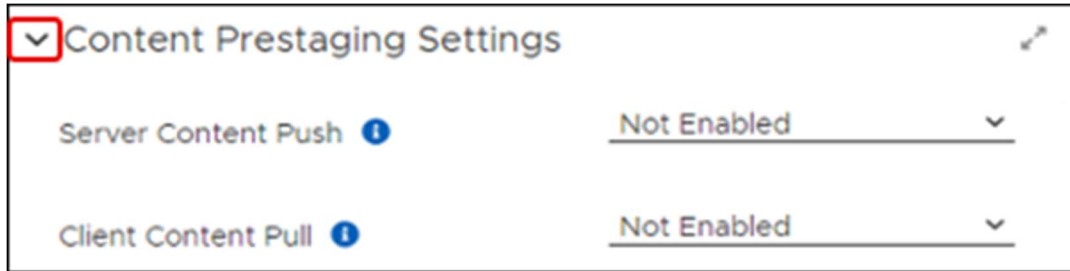 Content Prestaging Settings
Server Content Push Not Enabled
Client Content Pull Not Enabled